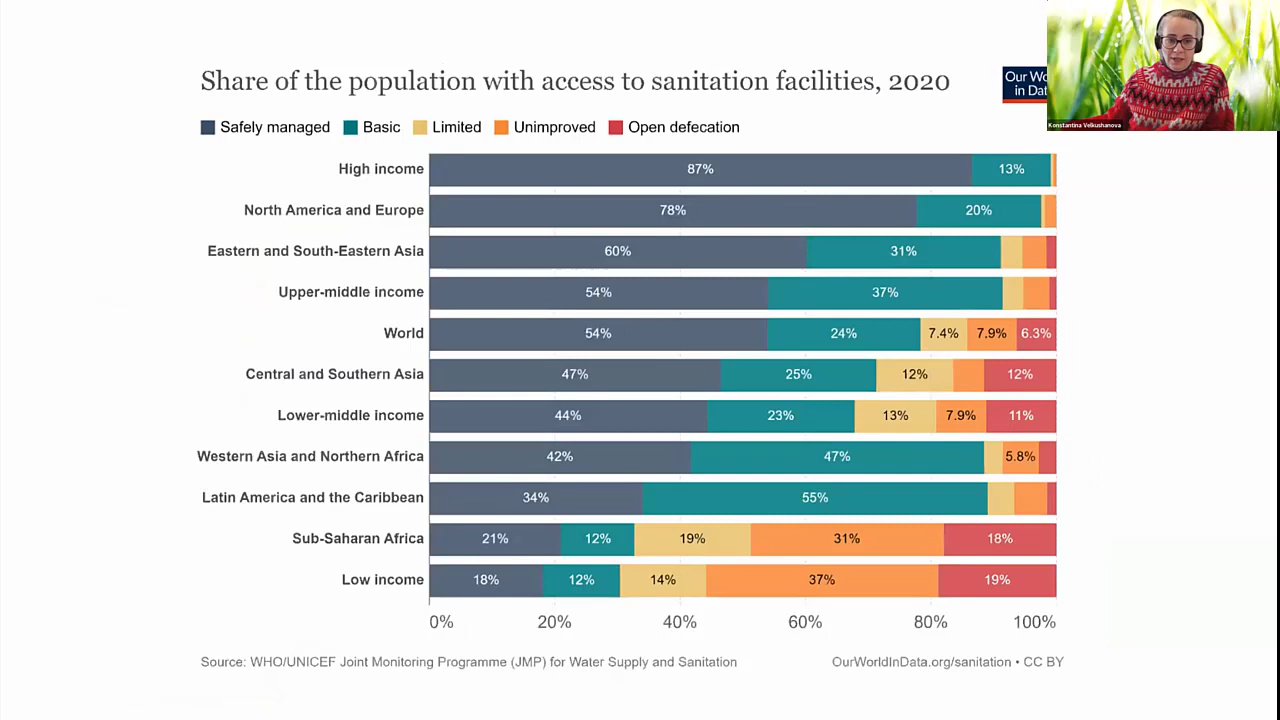 Share of the population with access to sanitation facilities, 2020
Our Wo
in Dat
Konstantina Velkushanova
Safely managed Basic Limited Unimproved Open defecation
High income 87% 13%
North America and Europe 78% 20%
Eastern and South-Eastern Asia 60% 31%
Upper-middle income 54% 37%
World 54% 24% 7.4% 7.9% 6.3%
Central and Southern Asia 47% 25% 12% 12%
Lower-middle income 44% 23% 13% 7.9% 11%
Western Asia and Northern Africa 42% 47% 5.8%
Latin America and the Caribbean 34% 55%
Sub-Saharan Africa 21% 12% 19% 31% 18%
Low income 18% 12% 14% 37% 19%
0% 20% 40% 60% 80% 100%
Source: WHO/UNICEF Joint Monitoring Programme (JMP) for Water Supply and Sanitation
OurWorldInData.org/sanitation • CC BY